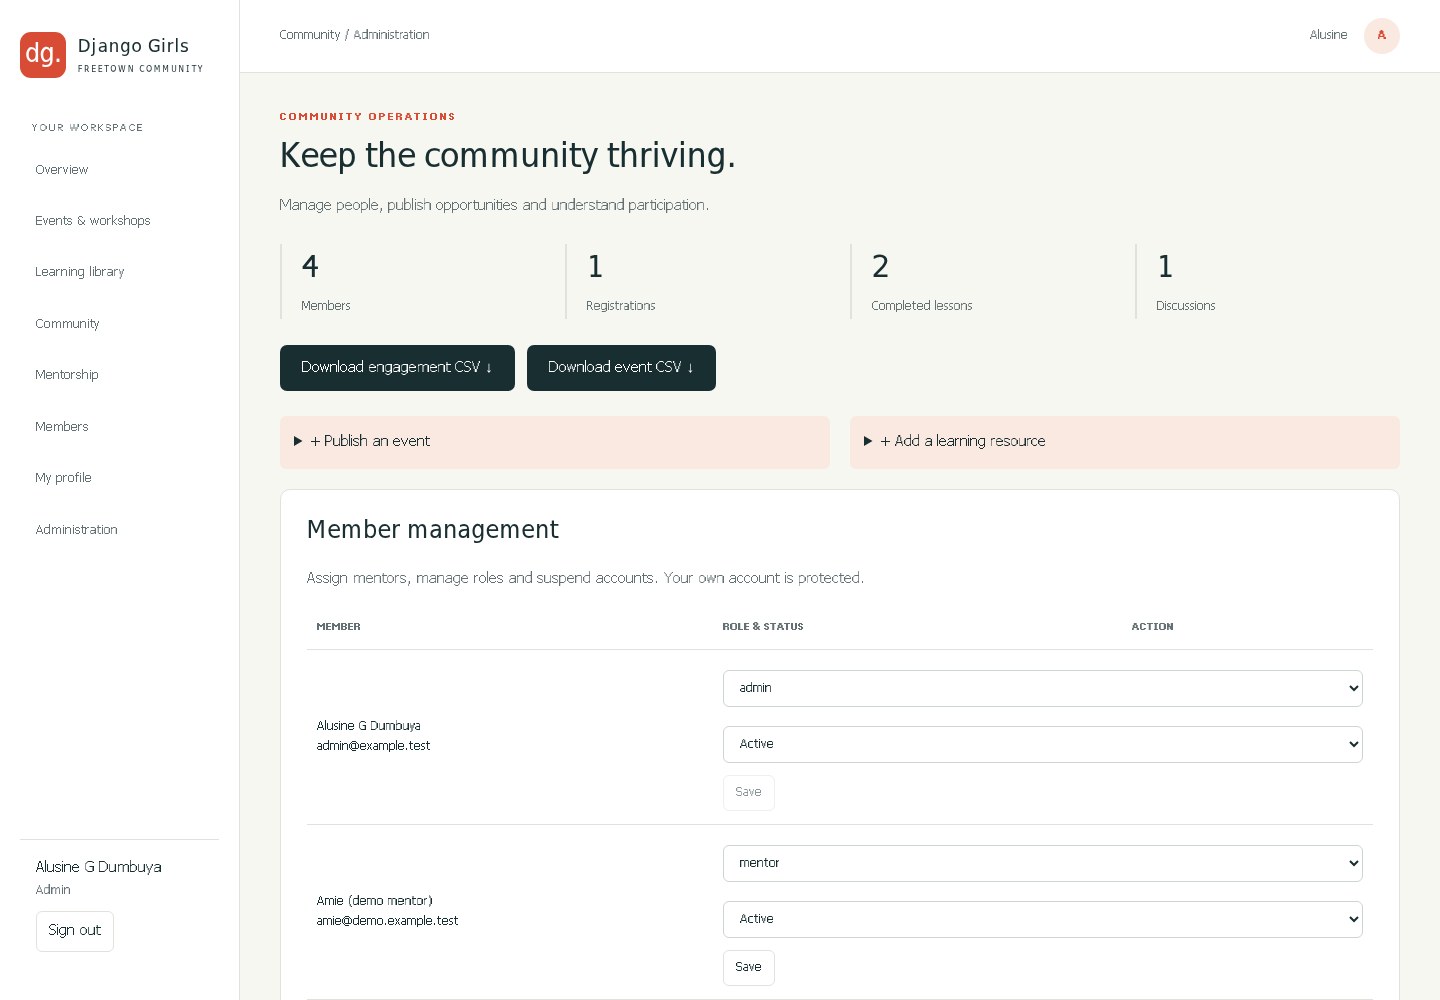 dg.
Django Girls
FREETOWN COMMUNITY
YOUR WORKSPACE
Overview
Events & workshops
Learning library
Community
Mentorship
Members
My profile
Administration
Alusine G Dumbuya
Admin
Sign out
Community / Administration
Alusine
A
COMMUNITY OPERATIONS
Keep the community thriving.
Manage people, publish opportunities and understand participation.
4
Members
1
Registrations
2
Completed lessons
1
Discussions
Download engagement CSV ↓
Download event CSV ↓
+ Publish an event
+ Add a learning resource
Member management
Assign mentors, manage roles and suspend accounts. Your own account is protected.
MEMBER ROLE & STATUS ACTION
Alusine G Dumbuya
admin@example.test
admin
Active
Save
Amie (demo mentor)
amie@demo.example.test
mentor
Active
Save